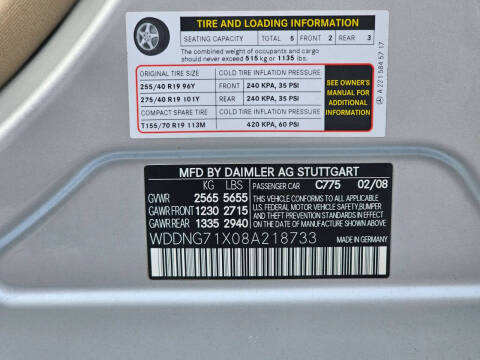 TIRE AND LOADING INFORMATION
SEATING CAPACITY TOTAL 5 FRONT 2 REAR 3
The combined weight of occupants and cargo
should never exceed 515 kg or 1135 lbs.
ORIGINAL TIRE SIZE COLD TIRE INFLATION PRESSURE
255/40 R19 96Y FRONT 240 KPA, 35 PSI
275/40 R19 101Y REAR 240 KPA, 35 PSI
COMPACT SPARE TIRE COLD TIRE INFLATION PRESSURE
T155/70 R19 113M 420 KPA, 60 PSI
SEE OWNER'S
MANUAL FOR
ADDITIONAL
INFORMATION
A 221 584 57 17
MFD BY DAIMLER AG STUTTGART
KG LBS PASSENGER CAR C775 02/08
GVWR 2565 5655
GAWR FRONT 1230 2715
GAWR REAR 1335 2940
THIS VEHICLE CONFORMS TO ALL APPLICABLE
U.S. FEDERAL MOTOR VEHICLE SAFETY, BUMPER
AND THEFT PREVENTION STANDARDS IN EFFECT
ON THE DATE OF MANUFACTURE SHOWN ABOVE.
WDDNG71X08A218733